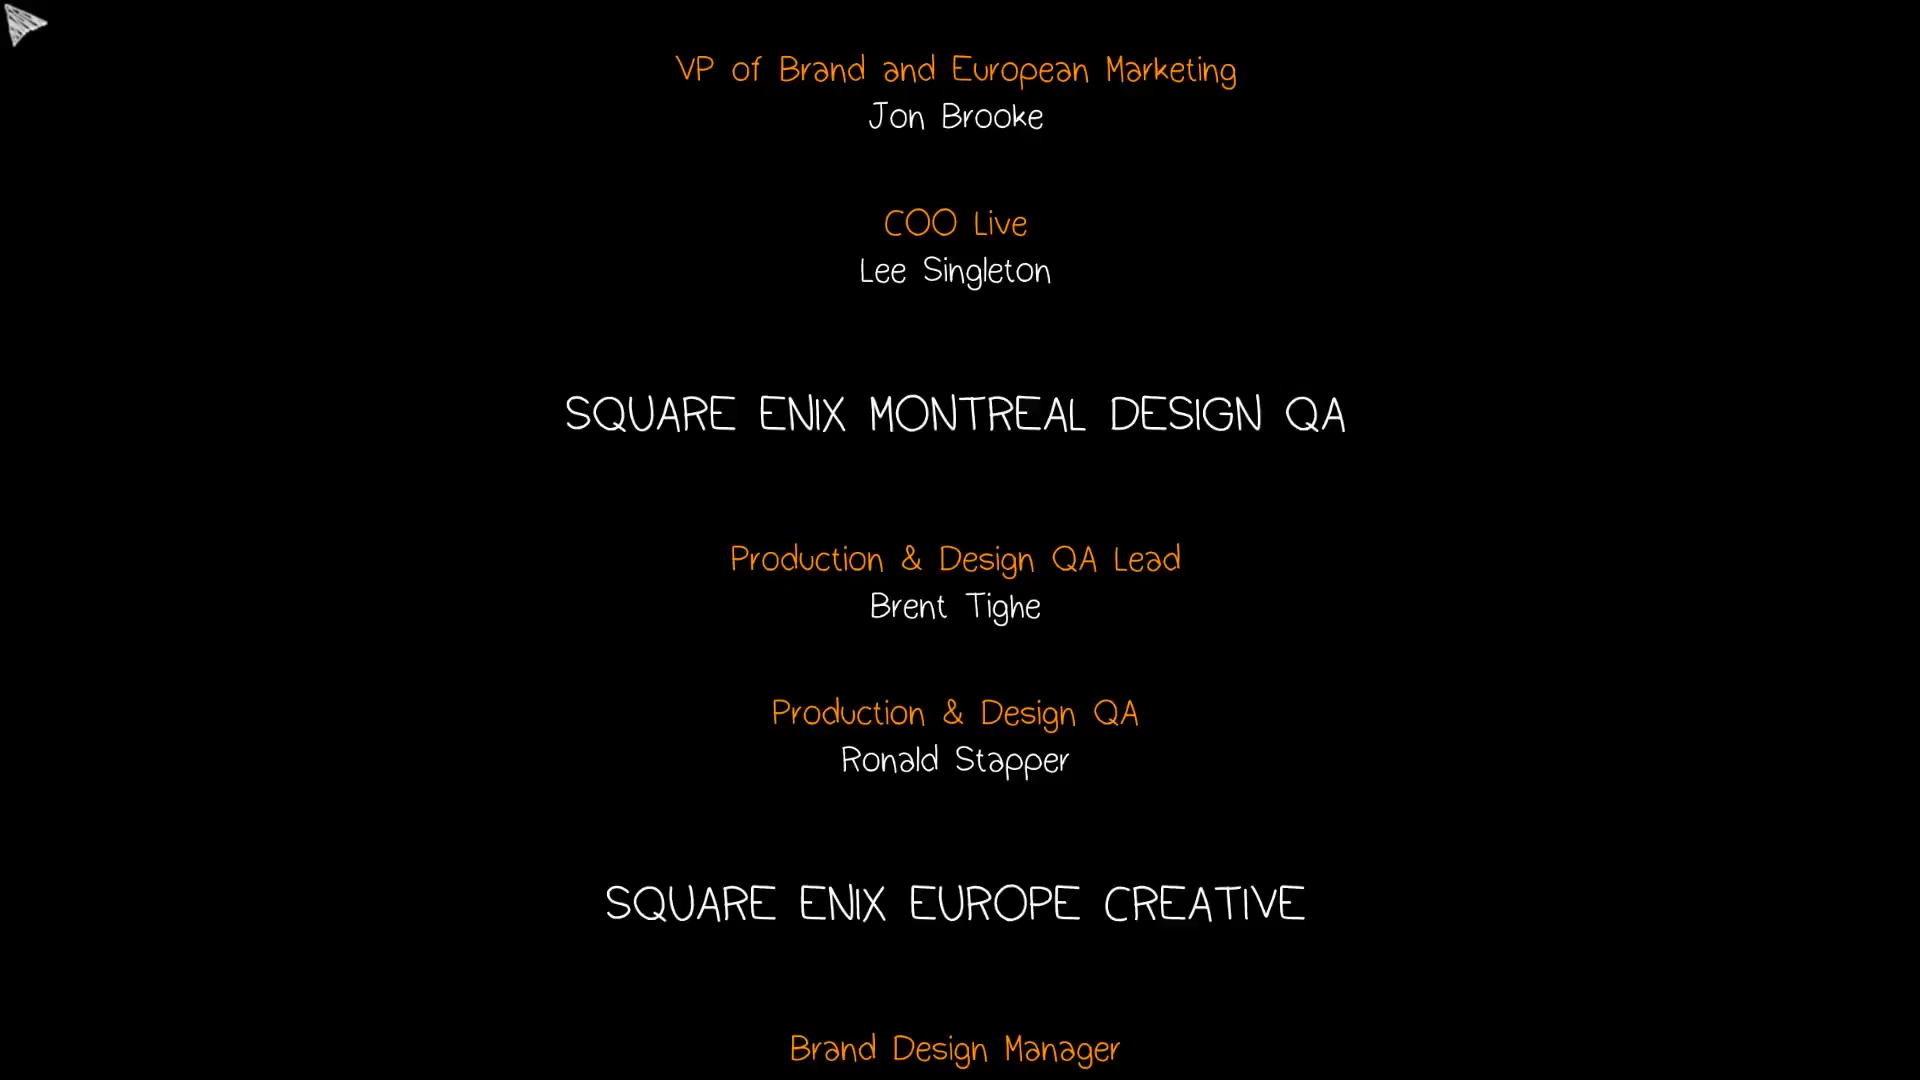 VP of Brand and European Marketing
Jon Brooke
COO Live
Lee Singleton
SQUARE ENIX MONTREAL DESIGN QA
Production & Design QA Lead
Brent Tighe
Production & Design QA
Ronald Stapper
SQUARE ENIX EUROPE CREATIVE
Brand Design Manager